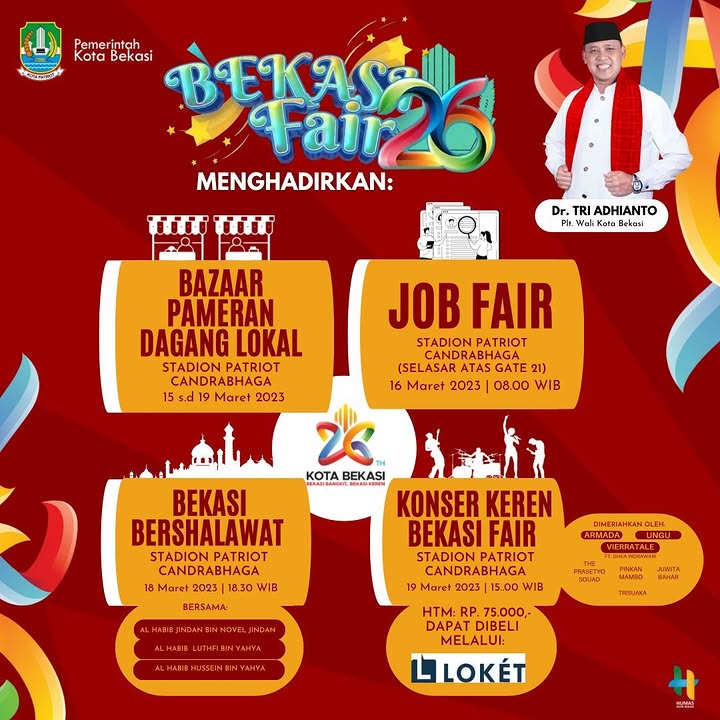 Pemerintah
Kota Bekasi
KOTA PATRIOT
BEKASI
Fair 26
MENGHADIRKAN:
Dr. TRI ADHIANTO
Plt. Wali Kota Bekasi
BAZAAR
PAMERAN
DAGANG LOKAL
STADION PATRIOT
CANDRABHAGA
15 s.d 19 Maret 2023
JOB FAIR
STADION PATRIOT
CANDRABHAGA
(SELASAR ATAS GATE 21)
16 Maret 2023 | 08.00 WIB
26 TH
KOTA BEKASI
BEKASI BANGKIT, BEKASI KEREN
BEKASI
BERSHALAWAT
STADION PATRIOT
CANDRABHAGA
18 Maret 2023 | 18.30 WIB
BERSAMA:
AL HABIB JINDAN BIN NOVEL JINDAN
AL HABIB LUTHFI BIN YAHYA
AL HABIB HUSSEIN BIN YAHYA
KONSER KEREN
BEKASI FAIR
STADION PATRIOT
CANDRABHAGA
19 Maret 2023 | 15.00 WIB
HTM: RP. 75.000,-
DAPAT DIBELI
MELALUI:
LOKÉT
DIMERIAHKAN OLEH:
ARMADA UNGU
VIERRATALE
FT. GHEA INDRAWARI
THE PRASETYO SQUAD
PINKAN MAMBO
JUWITA BAHAR
TRISUAKA
HUMAS
KOTA BEKASI